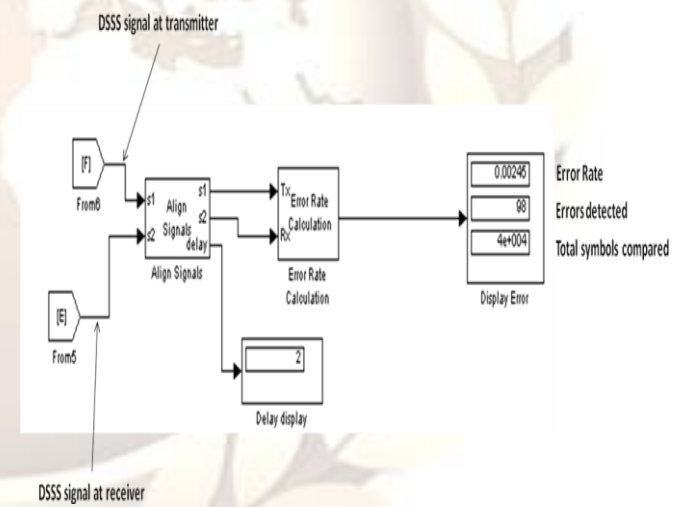 DSSS signal at transmitter
[F]
From6
s1
s2
Align
Signals
s1
s2
delay
Align Signals
Tx
Rx
Error Rate
Calculation
Error Rate
Calculation
0.00245
98
4e+004
Error Rate
Errors detected
Total symbols compared
Display Error
[E]
From5
2
Delay display
DSSS signal at receiver